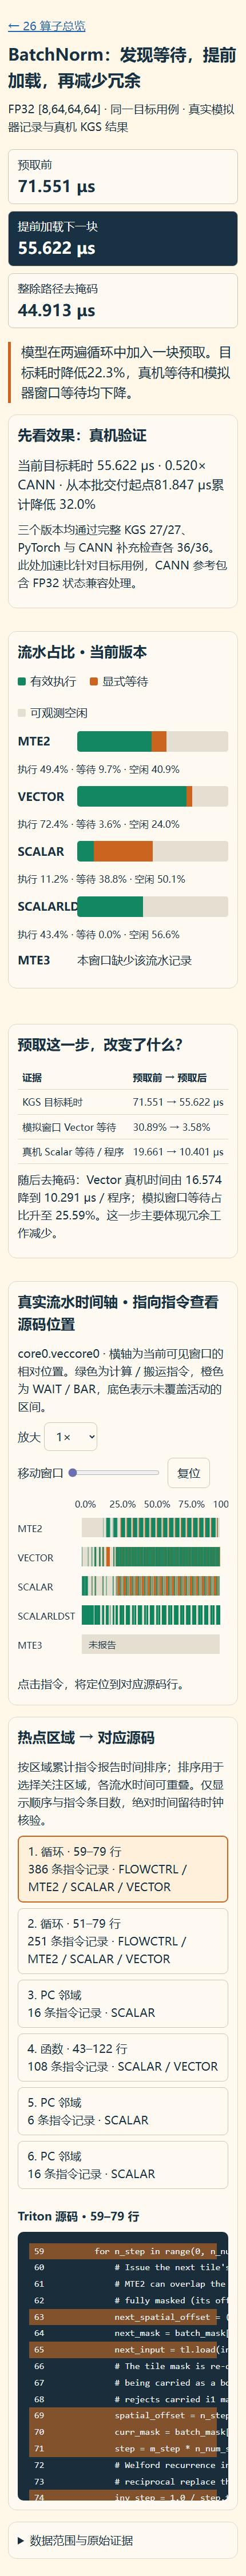 ← 26 算子总览
BatchNorm：发现等待，提前
加载，再减少冗余
FP32 [8,64,64,64] · 同一目标用例 · 真实模拟
器记录与真机 KGS 结果
预取前
71.551 μs
提前加载下一块
55.622 μs
整除路径去掩码
44.913 μs
模型在两遍循环中加入一块预取。目
标耗时降低22.3%，真机等待和模拟
器窗口等待均下降。
先看效果：真机验证
当前目标耗时 55.622 μs · 0.520×
CANN · 从本批交付起点81.847 μs累
计降低 32.0%
三个版本均通过完整 KGS 27/27、
PyTorch 与 CANN 补充检查各 36/36。
此处加速比针对目标用例，CANN 参考包
含 FP32 状态兼容处理。
流水占比 · 当前版本
有效执行 显式等待
可观测空闲
MTE2
执行 49.4% · 等待 9.7% · 空闲 40.9%
VECTOR
执行 72.4% · 等待 3.6% · 空闲 24.0%
SCALAR
执行 11.2% · 等待 38.8% · 空闲 50.1%
SCALARLD
执行 43.4% · 等待 0.0% · 空闲 56.6%
MTE3 本窗口缺少该流水记录
预取这一步，改变了什么？
证据 预取前 → 预取后
KGS 目标耗时 71.551 → 55.622 μs
模拟窗口 Vector 等待 30.89% → 3.58%
真机 Scalar 等待 / 程序 19.661 → 10.401 μs
随后去掩码：Vector 真机时间由 16.574
降到 10.291 μs / 程序；模拟窗口等待占
比升至 25.59%。这一步主要体现冗余工
作减少。
真实流水时间轴 · 指向指令查看
源码位置
core0.veccore0 · 横轴为当前可见窗口的
相对位置。绿色为计算 / 搬运指令，橙色
为 WAIT / BAR，底色表示未覆盖活动的
区间。
放大 1×
移动窗口 复位
0.0% 25.0% 50.0% 75.0% 100
MTE2
VECTOR
SCALAR
SCALARLDST
MTE3 未报告
点击指令，将定位到对应源码行。
热点区域 → 对应源码
按区域累计指令报告时间排序；排序用于
选择关注区域，各流水时间可重叠。仅显
示顺序与指令条目数，绝对时间留待时钟
核验。
1. 循环 · 59–79 行
386 条指令记录 · FLOWCTRL /
MTE2 / SCALAR / VECTOR
2. 循环 · 51–79 行
251 条指令记录 · FLOWCTRL /
MTE2 / SCALAR / VECTOR
3. PC 邻域
16 条指令记录 · SCALAR
4. 函数 · 43–122 行
108 条指令记录 · SCALAR / VECTOR
5. PC 邻域
6 条指令记录 · SCALAR
6. PC 邻域
16 条指令记录 · SCALAR
Triton 源码 · 59–79 行
59 for n_step in range(0, n_nu
60 # Issue the next tile's
61 # MTE2 can overlap the
62 # fully masked (its off
63 next_spatial_offset = (
64 next_mask = batch_mask[
65 next_input = tl.load(in
66 # The tile mask is re-d
67 # being carried as a bo
68 # rejects carried i1 ma
69 spatial_offset = n_step
70 curr_mask = batch_mask[
71 step = m_step * n_num_s
72 # Welford recurrence in
73 # reciprocal replace th
74 inv_step = 1.0 / step
▶ 数据范围与原始证据